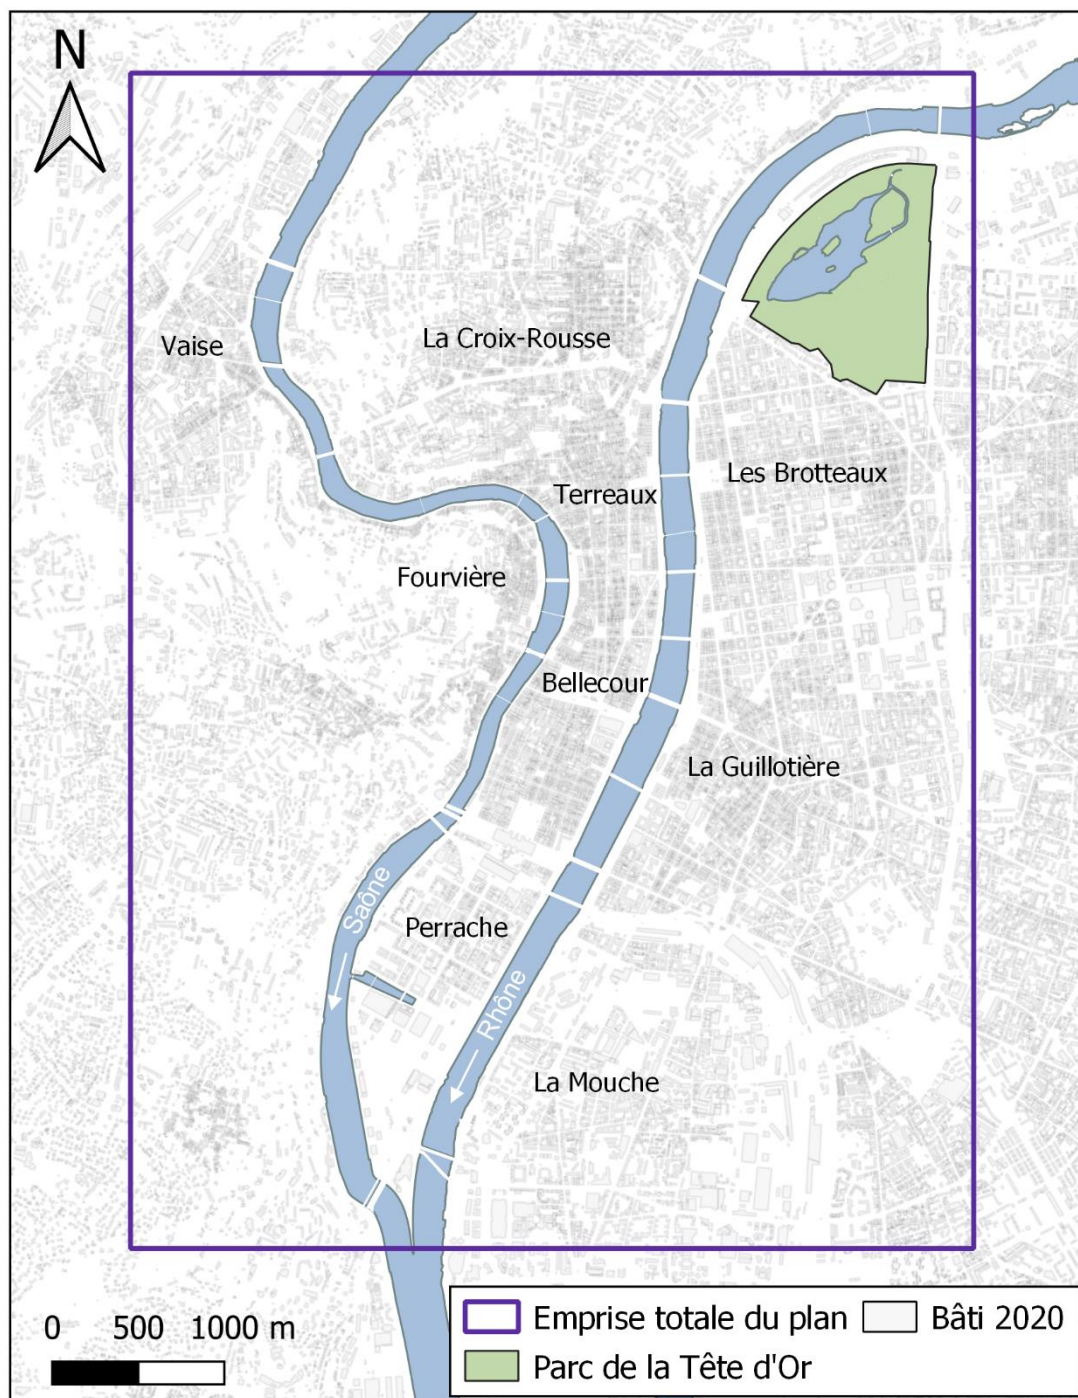 N
Vaise
La Croix-Rousse
Les Brotteaux
Terreaux
Fourvière
Bellecour
La Guillotière
Saône
Perrache
Rhône
La Mouche
0 500 1000 m
Emprise totale du plan
Bâti 2020
Parc de la Tête d'Or